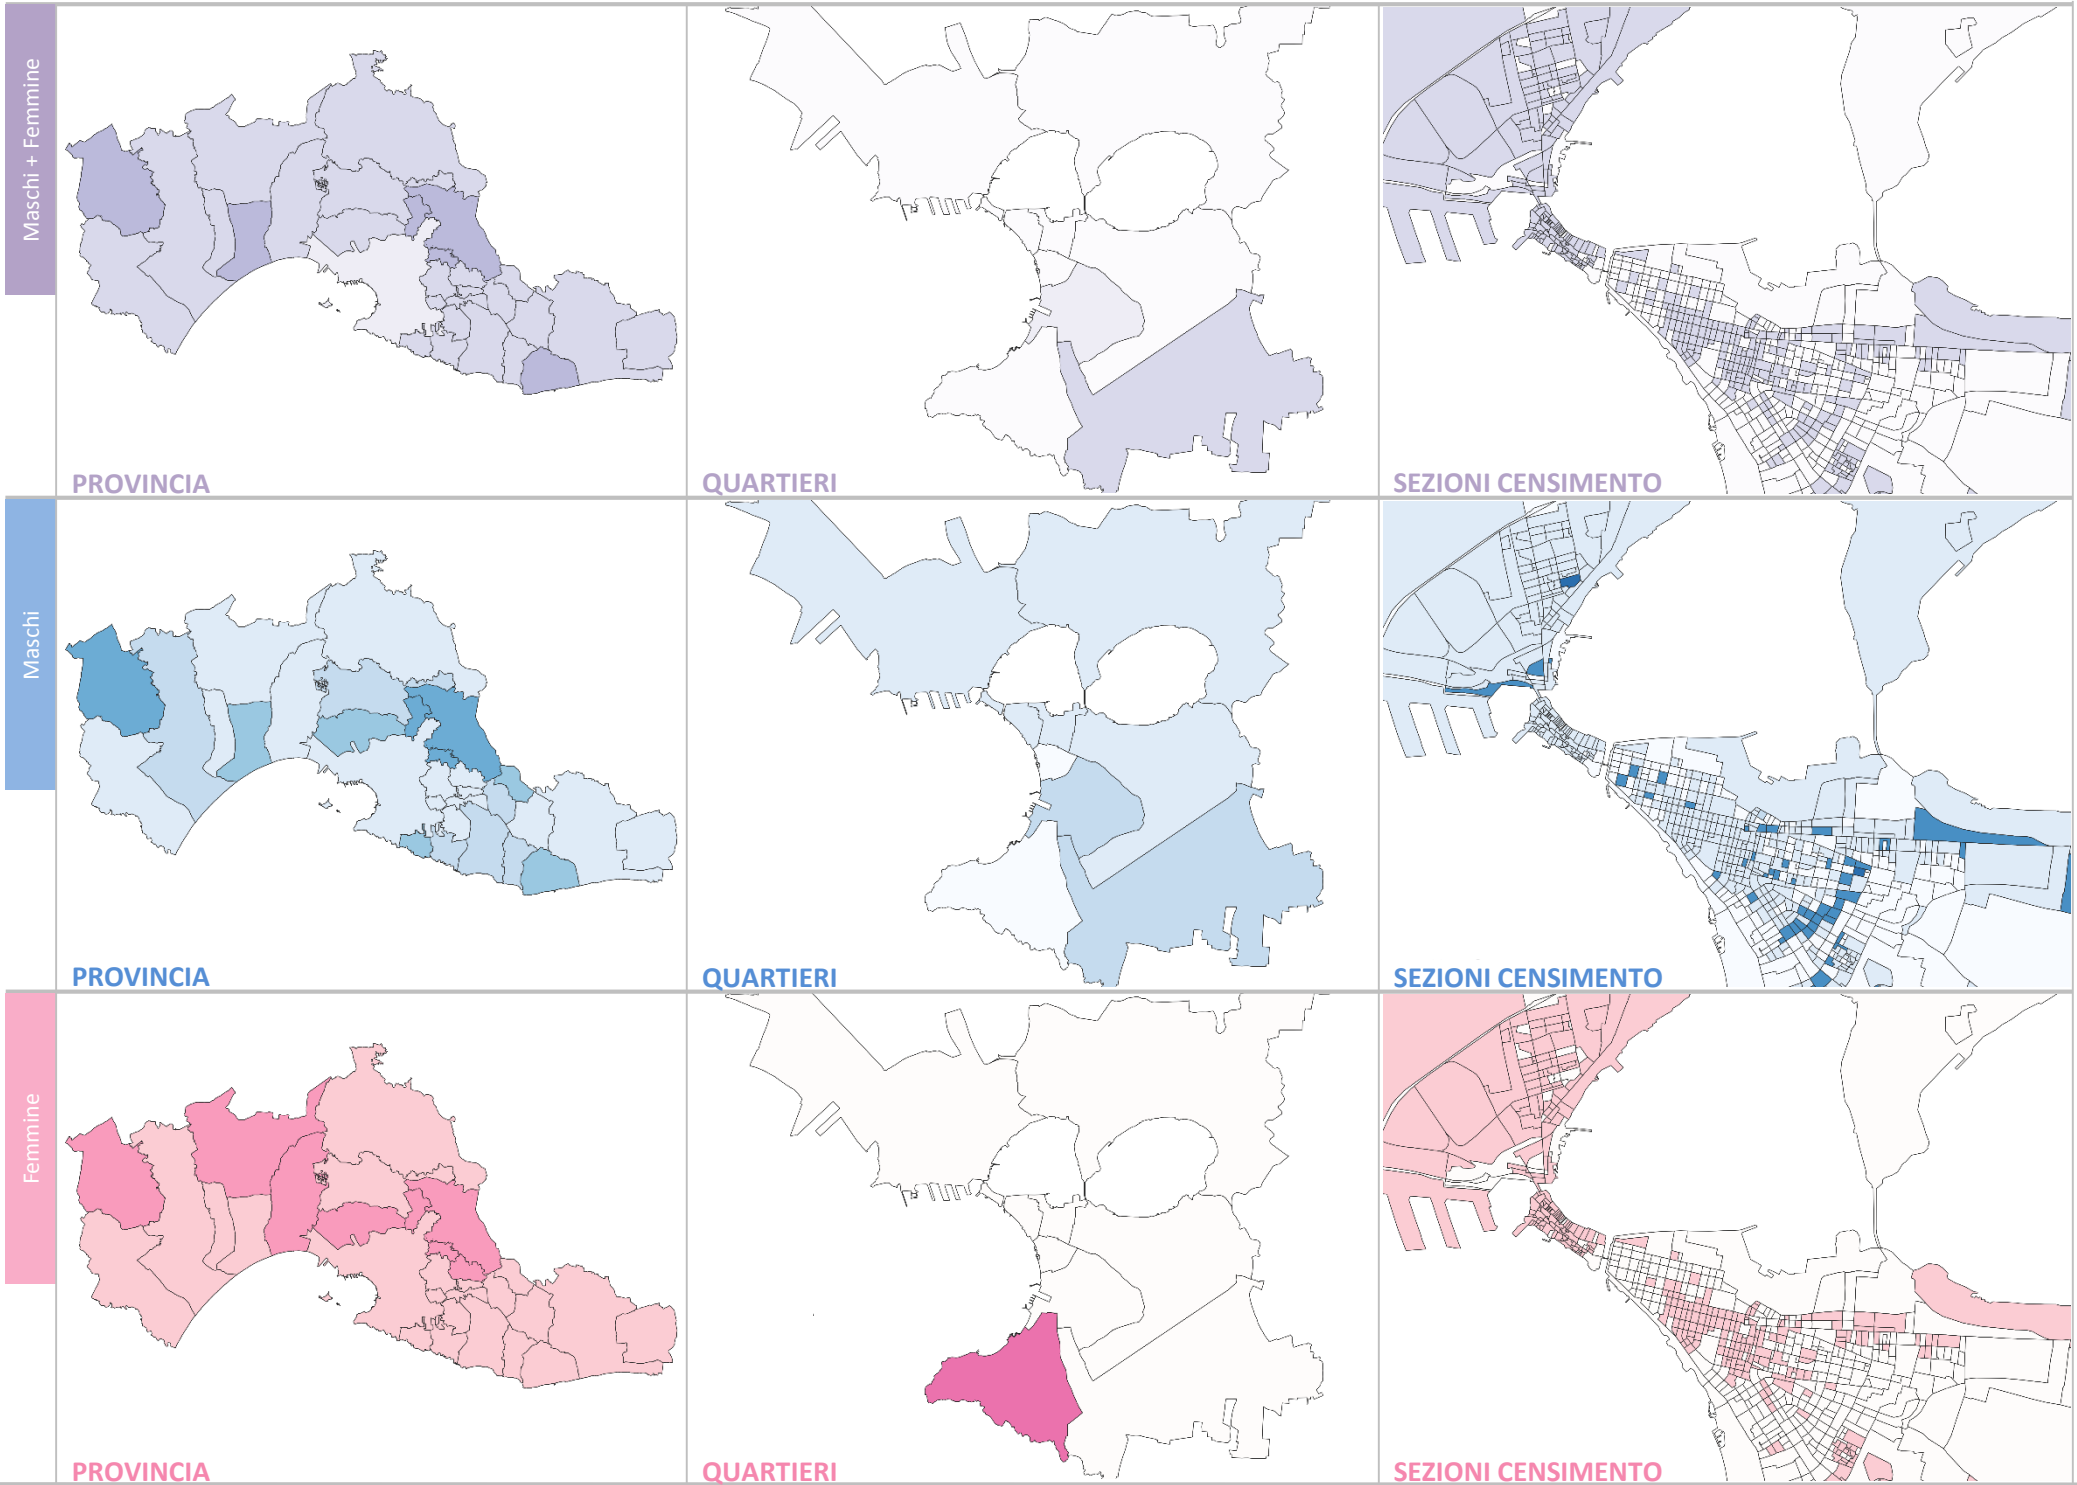 Maschi + Femmine
PROVINCIA
QUARTIERI
SEZIONI CENSIMENTO
Maschi
PROVINCIA
QUARTIERI
SEZIONI CENSIMENTO
Femmine
PROVINCIA
QUARTIERI
SEZIONI CENSIMENTO